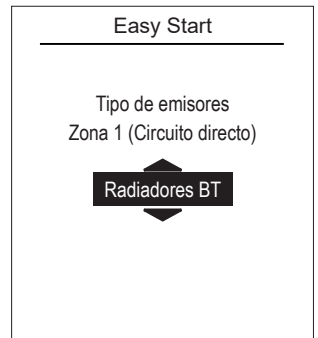 Easy Start
Tipo de emisores
Zona 1 (Circuito directo)
Radiadores BT